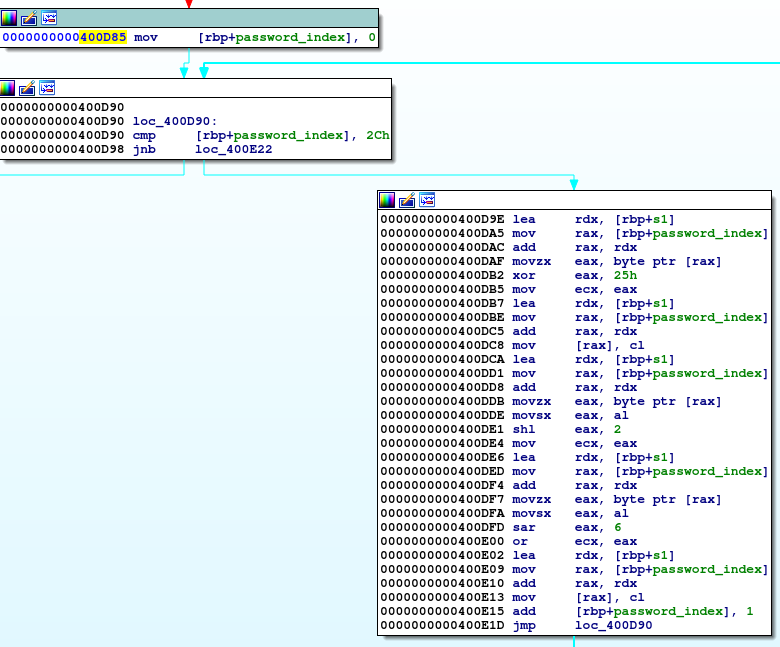 0000000000400D85 mov [rbp+password_index], 0
0000000000400D90
0000000000400D90 loc_400D90:
0000000000400D90 cmp [rbp+password_index], 2Ch
0000000000400D98 jnb loc_400E22
0000000000400D9E lea rdx, [rbp+s1]
0000000000400DA5 mov rax, [rbp+password_index]
0000000000400DAC add rax, rdx
0000000000400DAF movzx eax, byte ptr [rax]
0000000000400DB2 xor eax, 25h
0000000000400DB5 mov ecx, eax
0000000000400DB7 lea rdx, [rbp+s1]
0000000000400DBE mov rax, [rbp+password_index]
0000000000400DC5 add rax, rdx
0000000000400DC8 mov [rax], cl
0000000000400DCA lea rdx, [rbp+s1]
0000000000400DD1 mov rax, [rbp+password_index]
0000000000400DD8 add rax, rdx
0000000000400DDB movzx eax, byte ptr [rax]
0000000000400DDE movsx eax, al
0000000000400DE1 shl eax, 2
0000000000400DE4 mov ecx, eax
0000000000400DE6 lea rdx, [rbp+s1]
0000000000400DED mov rax, [rbp+password_index]
0000000000400DF4 add rax, rdx
0000000000400DF7 movzx eax, byte ptr [rax]
0000000000400DFA movsx eax, al
0000000000400DFD sar eax, 6
0000000000400E00 or ecx, eax
0000000000400E02 lea rdx, [rbp+s1]
0000000000400E09 mov rax, [rbp+password_index]
0000000000400E10 add rax, rdx
0000000000400E13 mov [rax], cl
0000000000400E15 add [rbp+password_index], 1
0000000000400E1D jmp loc_400D90